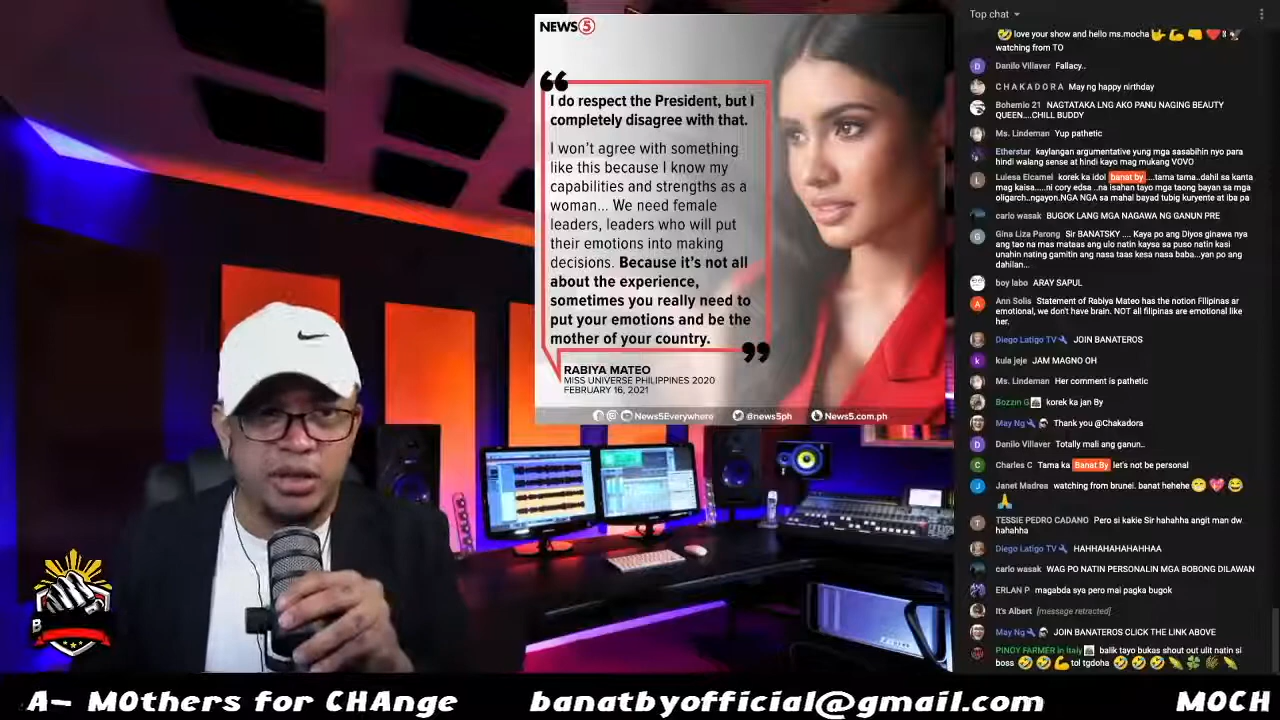 NEWS5
“
I do respect the President, but I
completely disagree with that.
I won't agree with something
like this because I know my
capabilities and strengths as a
woman... We need female
leaders, leaders who will put
their emotions into making
decisions. Because it's not all
about the experience,
sometimes you really need to
put your emotions and be the
mother of your country.
”
RABIYA MATEO
MISS UNIVERSE PHILIPPINES 2020
FEBRUARY 16, 2021
News5Everywhere @news5ph News5.com.ph
B
A- MOthers for CHAnge banatbyofficial@gmail.com MOCH
Top chat
🤣 love your show and hello ms.mocha
watching from TO
D Danilo Villaver Fallacy..
C H A K A D O R A May ng happy nirthday
Bohemio 21 NAGTATAKA LNG AKO PANU NAGING BEAUTY
QUEEN....CHILL BUDDY
Ms. Lindeman Yup pathetic
Etherstar kaylangan argumentative yung mga sasabihin nyo para
hindi walang sense at hindi kayo mag mukang VOVO
L Luiesa Elcamel korek ka idol banat by....tama tama..dahil sa kanta
mag kaisa....ni cory edsa ..na isahan tayo mga taong bayan sa mga
oligarch..ngayon.NGA NGA sa mahal bayad tubig kuryente at iba pa
carlo wasak BUGOK LANG MGA NAGAWA NG GANUN PRE
G Gina Liza Parong Sir BANATSKY .... Kaya po ang Diyos ginawa nya
ang tao na mas mataas ang ulo natin kaysa sa puso natin kasi
unahin nating gamitin ang nasa taas kesa nasa baba...yan po ang
dahilan...
boy labo ARAY SAPUL
A Ann Solis Statement of Rabiya Mateo has the notion FIlipinas ar
emotional, we don't have brain. NOT all filipinas are emotional like
her.
Diego Latigo TV JOIN BANATEROS
k kula jeje JAM MAGNO OH
Ms. Lindeman Her comment is pathetic
Bozzin G korek ka jan By
May Ng Thank you @Chakadora
D Danilo Villaver Totally mali ang ganun..
C Charles C Tama ka Banat By let's not be personal
J Janet Madrea watching from brunei. banat hehehe 😁 💖 😂
🙏
T TESSIE PEDRO CADANO Pero si kakie Sir hahahha angit man dw
hahahha
Diego Latigo TV HAHHAHAHAHAHHAA
carlo wasak WAG PO NATIN PERSONALIN MGA BOBONG DILAWAN
ERLAN P magabda sya pero mai pagka bugok
It's Albert [message retracted]
May Ng JOIN BANATEROS CLICK THE LINK ABOVE
PINOY FARMER in Italy balik tayo bukas shout out ulit natin si
boss 🤣 🤣 💪 tol tgdoha 🤣 🤣 🤣